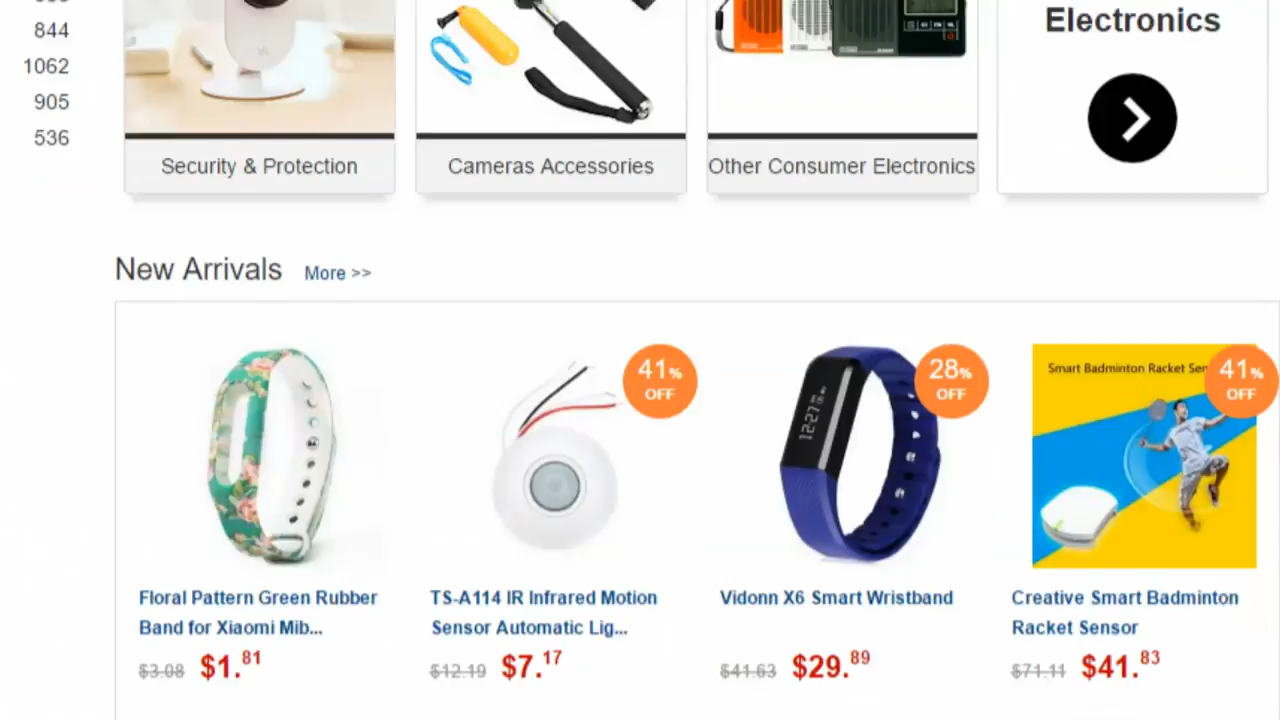 Electronics
844
1062
905
536
Security & Protection
Cameras Accessories
Other Consumer Electronics
New Arrivals More >>
41% OFF
28% OFF
Smart Badminton Racket
41% OFF
12:27
Floral Pattern Green Rubber
Band for Xiaomi Mib...
$3.08 $1.81
TS-A114 IR Infrared Motion
Sensor Automatic Lig...
$12.19 $7.17
Vidonn X6 Smart Wristband
$41.63 $29.89
Creative Smart Badminton
Racket Sensor
$71.11 $41.83